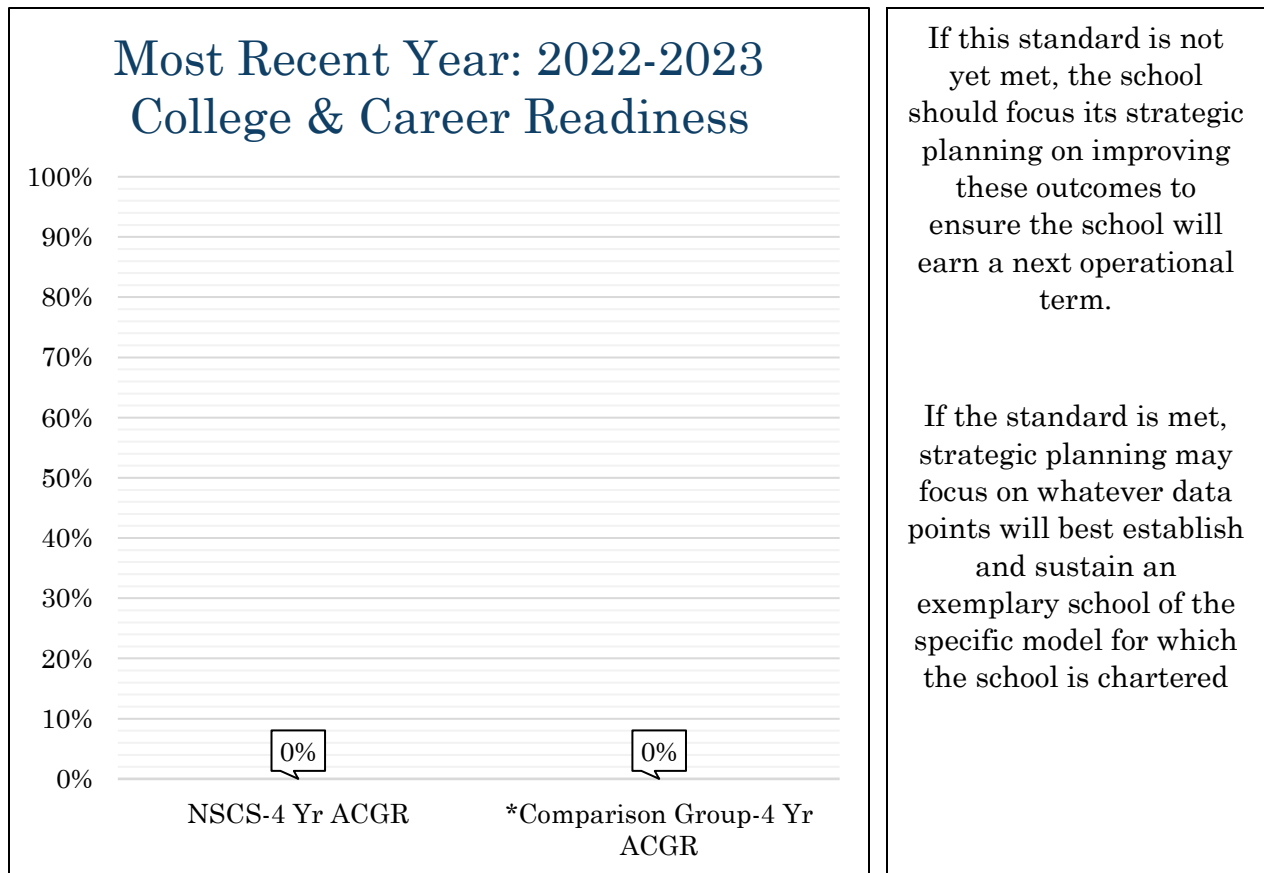 Most Recent Year: 2022-2023
College & Career Readiness
100%
90%
80%
70%
60%
50%
40%
30%
20%
10%
0%
0%
0%
NSCS-4 Yr ACGR
*Comparison Group-4 Yr
ACGR
If this standard is not
yet met, the school
should focus its strategic
planning on improving
these outcomes to
ensure the school will
earn a next operational
term.
If the standard is met,
strategic planning may
focus on whatever data
points will best establish
and sustain an
exemplary school of the
specific model for which
the school is chartered